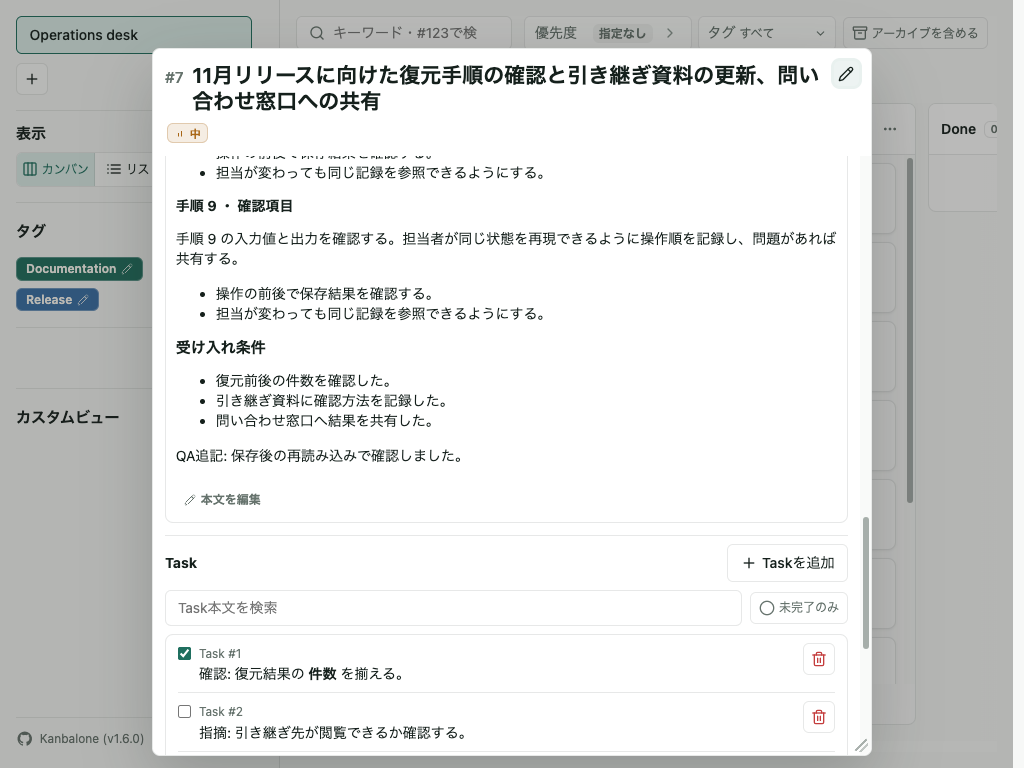 Operations desk
キーワード・#123で検
優先度 指定なし
タグ すべて
アーカイブを含める
#7 11月リリースに向けた復元手順の確認と引き継ぎ資料の更新、問い
合わせ窓口への共有
中
表示
カンバン
リス
タグ
Documentation
Release
カスタムビュー
Kanbalone (v1.6.0)
Done 0
操作の前後で保存結果を確認する。
担当が変わっても同じ記録を参照できるようにする。
手順 9 ・ 確認項目
手順 9 の入力値と出力を確認する。担当者が同じ状態を再現できるように操作順を記録し、問題があれば
共有する。
操作の前後で保存結果を確認する。
担当が変わっても同じ記録を参照できるようにする。
受け入れ条件
復元前後の件数を確認した。
引き継ぎ資料に確認方法を記録した。
問い合わせ窓口へ結果を共有した。
QA追記: 保存後の再読み込みで確認しました。
本文を編集
Task
Taskを追加
Task本文を検索
未完了のみ
Task #1
確認: 復元結果の 件数 を揃える。
Task #2
指摘: 引き継ぎ先が閲覧できるか確認する。